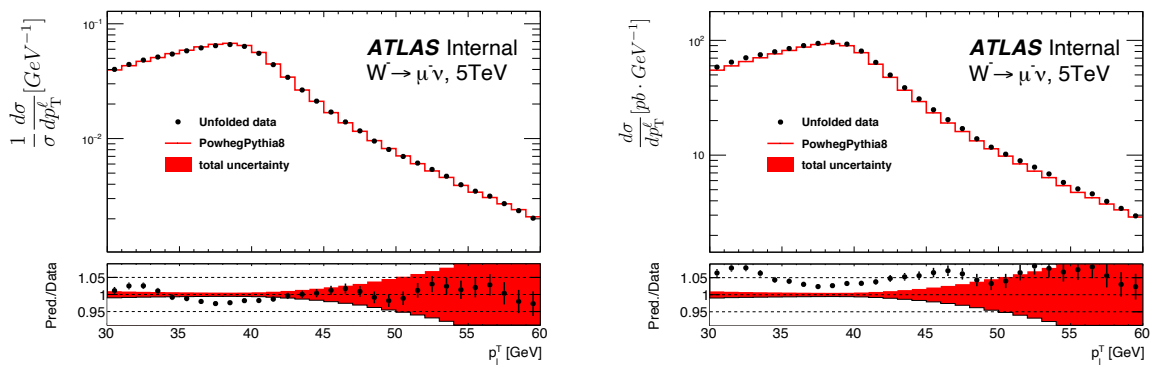 10⁻¹
10⁻²
1/σ dσ/dp_T^ℓ [GeV⁻¹]
ATLAS Internal
W⁻→ μ⁻ν, 5TeV
Unfolded data
PowhegPythia8
total uncertainty
Pred./Data
1.05
1
0.95
30 35 40 45 50 55 60
p_l^T [GeV]
10²
10
dσ/dp_T^ℓ [pb · GeV⁻¹]
ATLAS Internal
W⁻→ μ⁻ν, 5TeV
Unfolded data
PowhegPythia8
total uncertainty
Pred./Data
1.05
1
0.95
30 35 40 45 50 55 60
p_l^T [GeV]